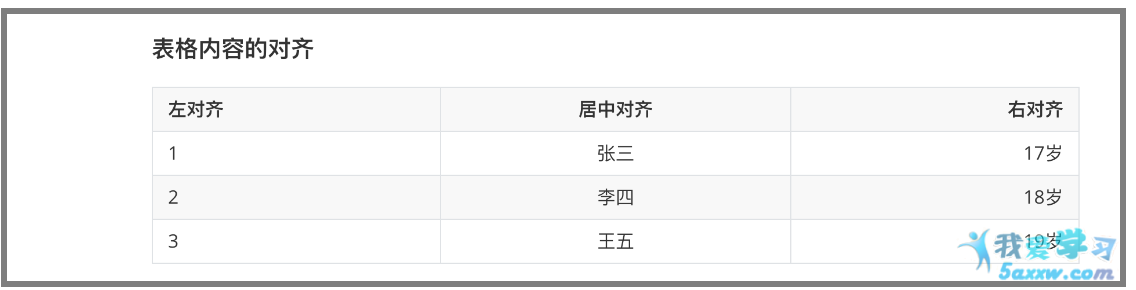 表格内容的对齐
左对齐 居中对齐 右对齐
1 张三 17岁
2 李四 18岁
3 王五 19岁
我爱学习
5axxw.com